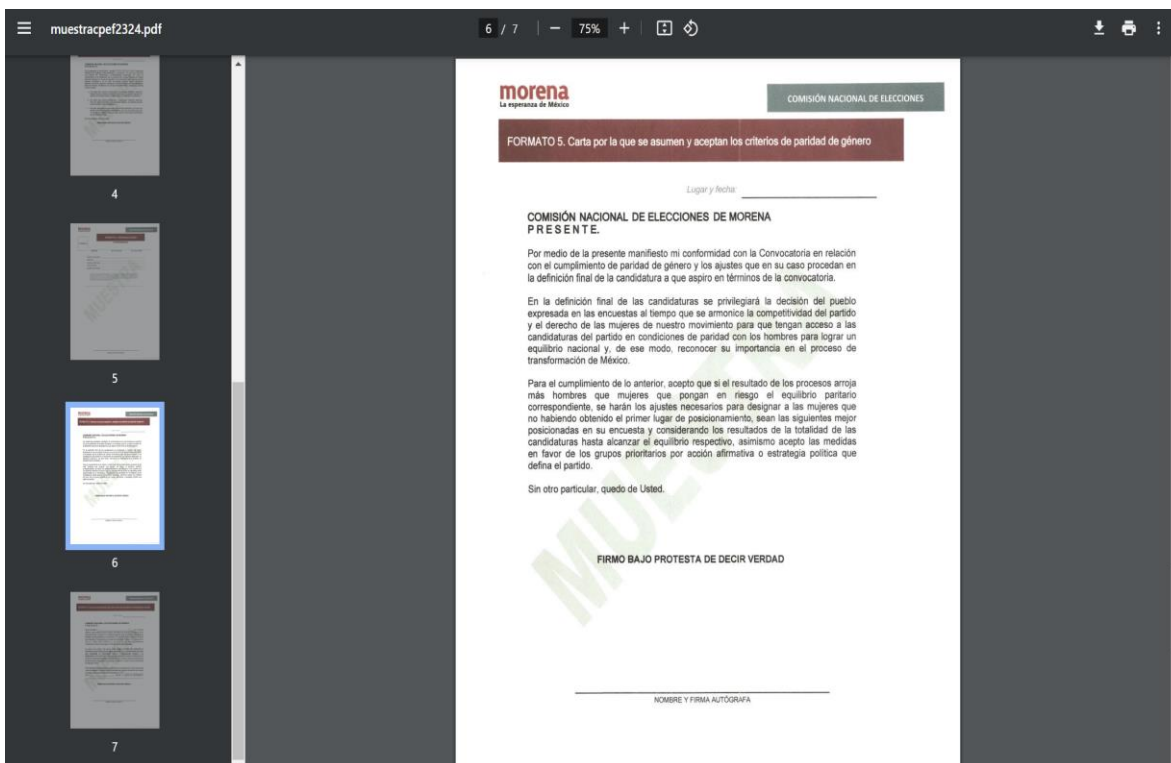 muestracpef2324.pdf
6 / 7
75%
4
5
6
7
morena
La esperanza de México
COMISIÓN NACIONAL DE ELECCIONES
FORMATO 5. Carta por la que se asumen y aceptan los criterios de paridad de género
Lugar y fecha:
COMISIÓN NACIONAL DE ELECCIONES DE MORENA
P R E S E N T E.
Por medio de la presente manifiesto mi conformidad con la Convocatoria en relación
con el cumplimiento de paridad de género y los ajustes que en su caso procedan en
la definición final de la candidatura a que aspiro en términos de la convocatoria.
En la definición final de las candidaturas se privilegiará la decisión del pueblo
expresada en las encuestas al tiempo que se armonice la competitividad del partido
y el derecho de las mujeres de nuestro movimiento para que tengan acceso a las
candidaturas del partido en condiciones de paridad con los hombres para lograr un
equilibrio nacional y, de ese modo, reconocer su importancia en el proceso de
transformación de México.
Para el cumplimiento de lo anterior, acepto que si el resultado de los procesos arroja
más hombres que mujeres que pongan en riesgo el equilibrio paritario
correspondiente, se harán los ajustes necesarios para designar a las mujeres que
no habiendo obtenido el primer lugar de posicionamiento, sean las siguientes mejor
posicionadas en su encuesta y considerando los resultados de la totalidad de las
candidaturas hasta alcanzar el equilibrio respectivo, asimismo acepto las medidas
en favor de los grupos prioritarios por acción afirmativa o estrategia política que
defina el partido.
Sin otro particular, quedo de Usted.
MUESTRA
FIRMO BAJO PROTESTA DE DECIR VERDAD
NOMBRE Y FIRMA AUTÓGRAFA